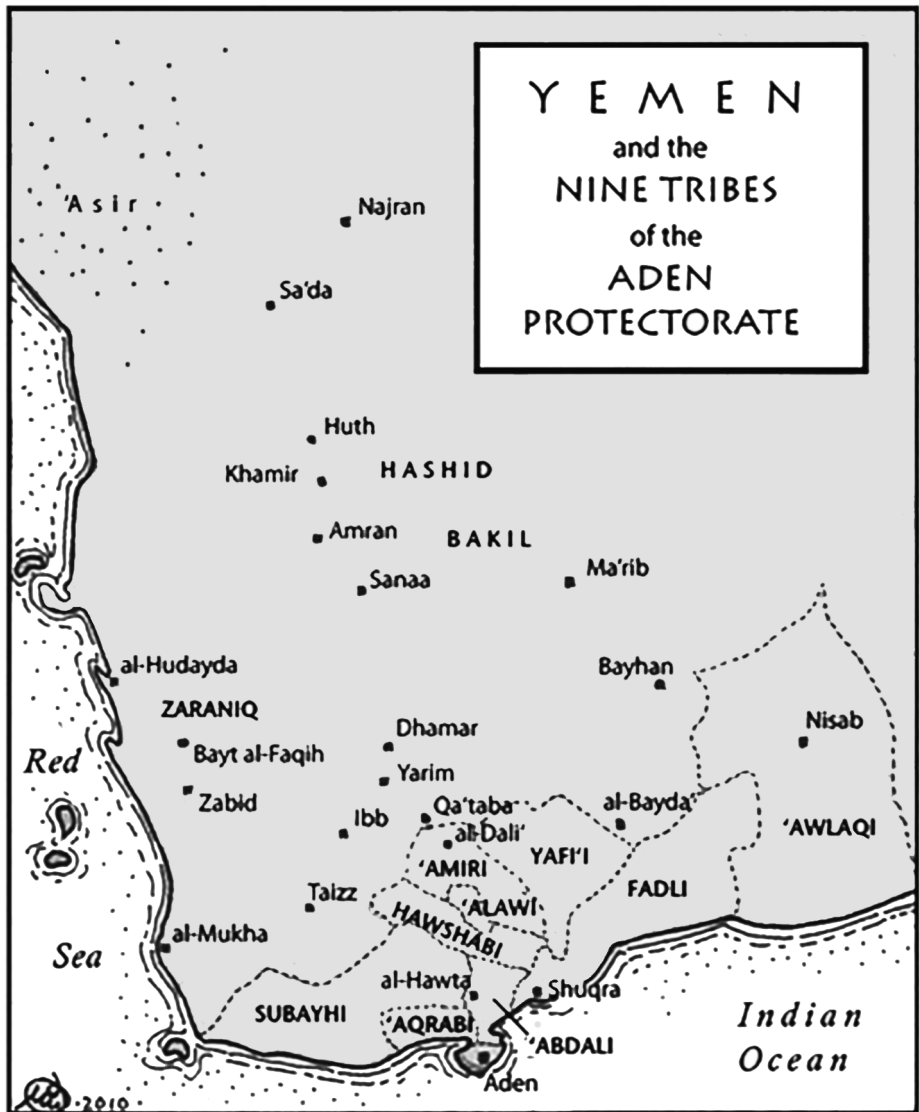 YEMEN
and the
NINE TRIBES
of the
ADEN
PROTECTORATE
'Asir
Najran
Sa'da
Huth
Khamir
HASHID
Amran
BAKIL
Sanaa
Ma'rib
al-Hudayda
Bayhan
ZARANIQ
Nisab
Dhamar
Red
Bayt al-Faqih
Yarim
Zabid
Qa'taba
al-Bayda'
Ibb
al-Dali'
'AWLAQI
YAFI'I
'AMIRI
FADLI
Taizz
'ALAWI
HAWSHABI
al-Mukha
Sea
al-Hawta
Shuqra
SUBAYHI
'AQRABI
Indian
'ABDALI
Ocean
Aden
·2010·